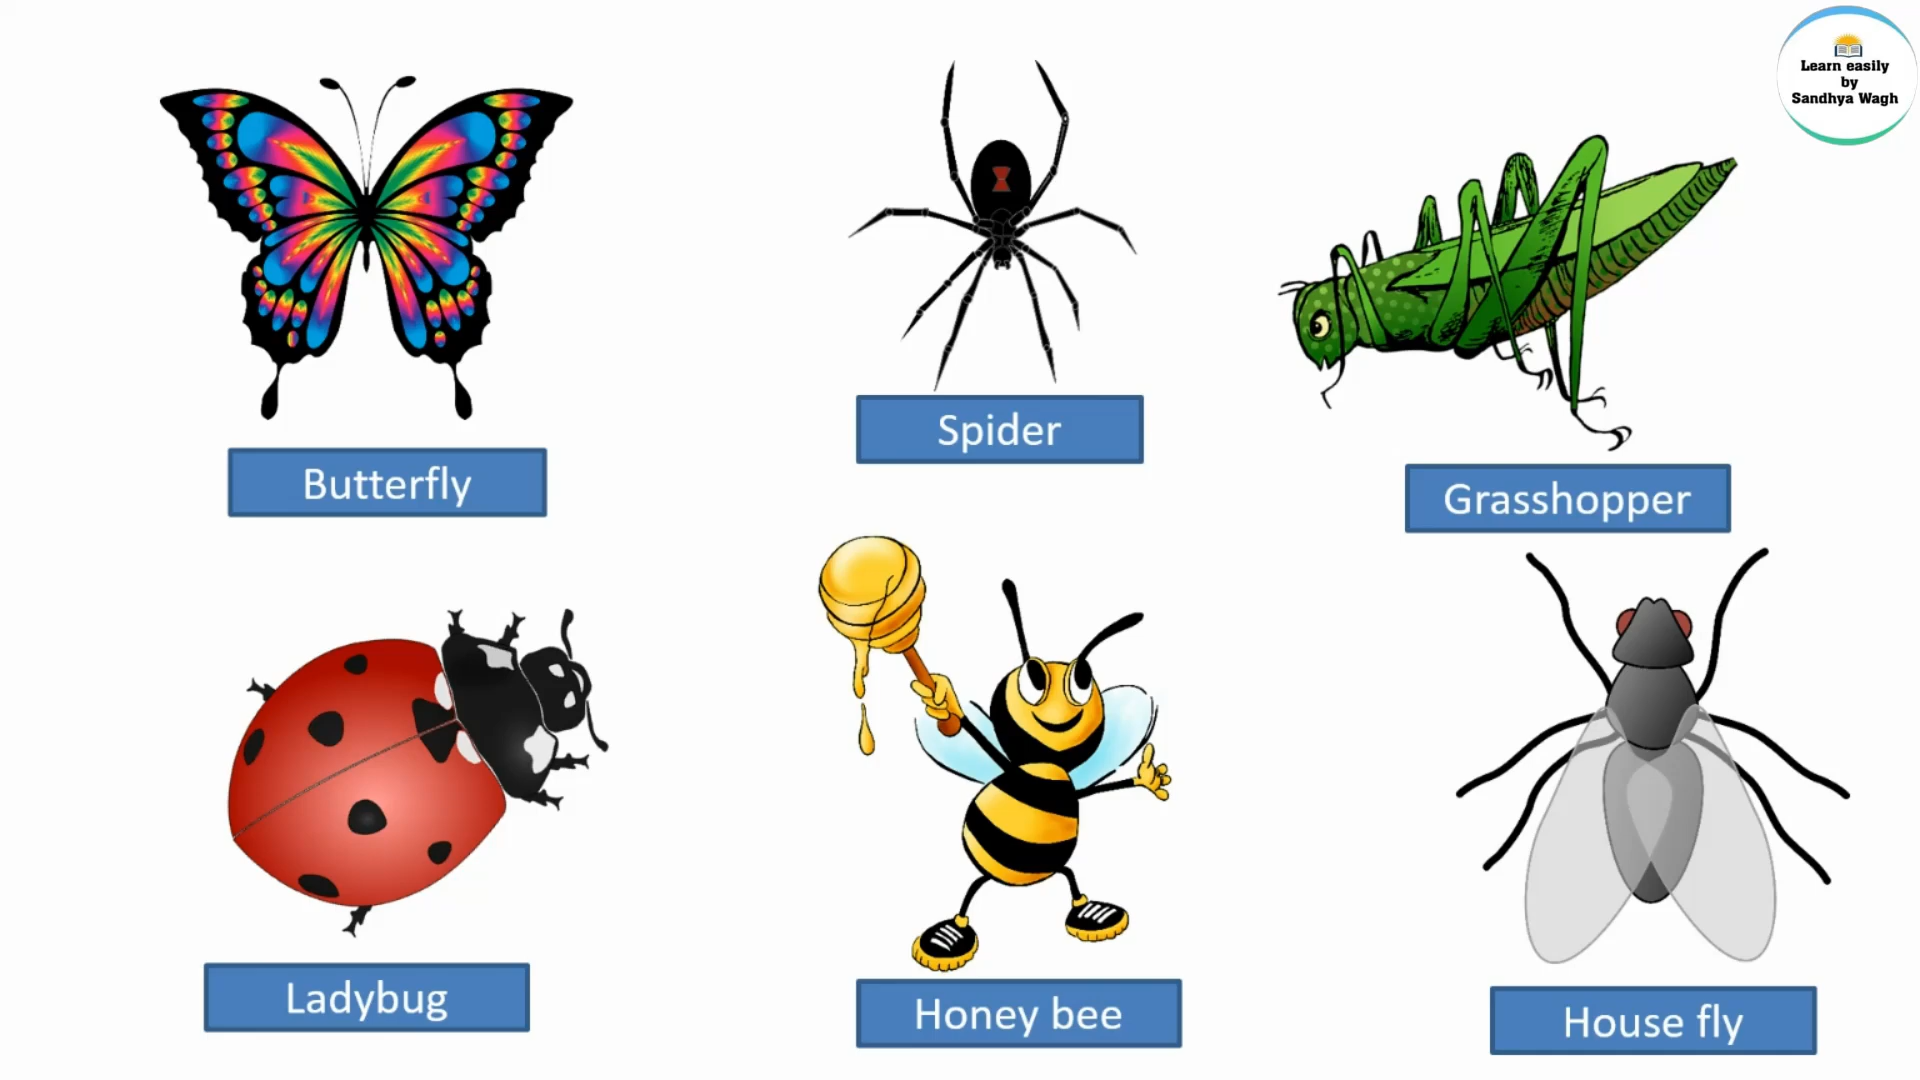 Learn easily
by
Sandhya Wagh
Butterfly
Spider
Grasshopper
Ladybug
Honey bee
House fly